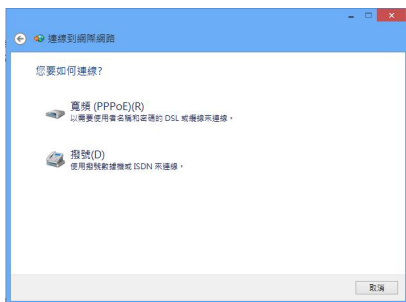 連線到網際網路
您要如何連線?
寬頻 (PPPoE)(R)
以需要使用者名稱和密碼的 DSL 或纜線來連線。
撥號(D)
使用撥號數據機或 ISDN 來連線。
取消